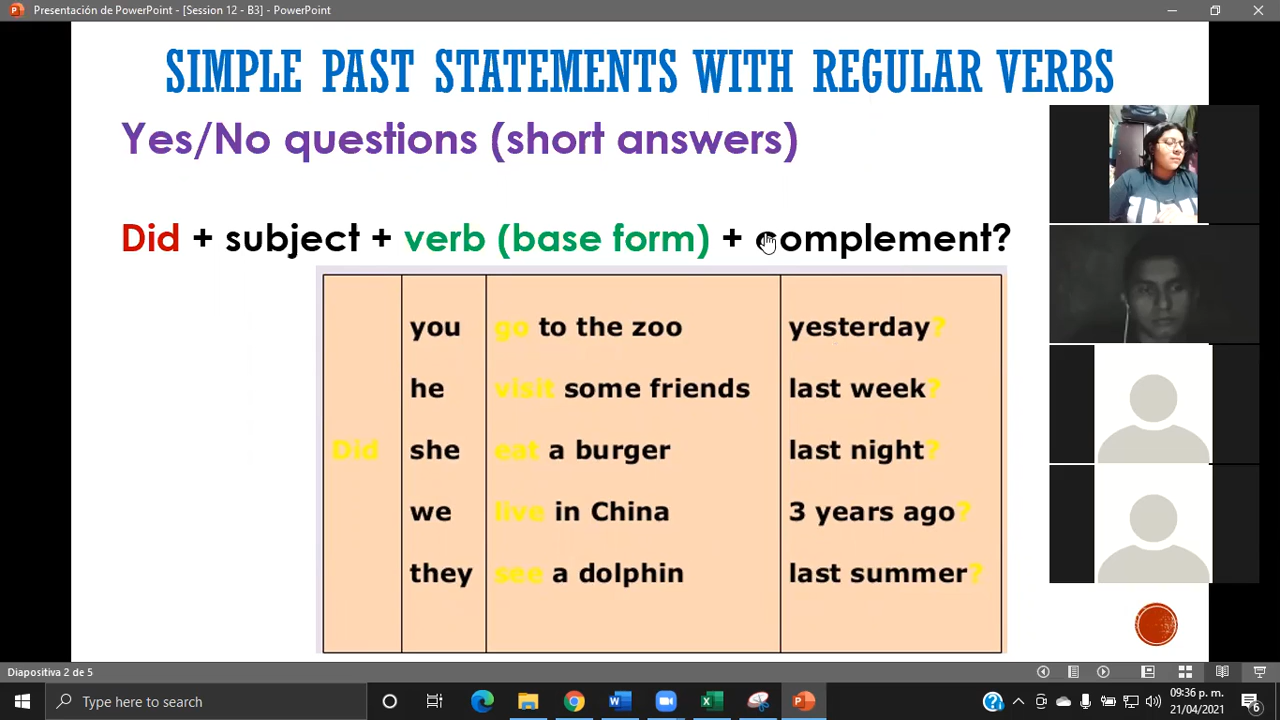 Presentación de PowerPoint - [Session 12 - B3] - PowerPoint
SIMPLE PAST STATEMENTS WITH REGULAR VERBS
Yes/No questions (short answers)
Did + subject + verb (base form) + complement?
you go to the zoo yesterday?
he visit some friends last week?
Did she eat a burger last night?
we live in China 3 years ago?
they see a dolphin last summer?
Diapositiva 2 de 5
Type here to search
09:36 p. m.
21/04/2021
6